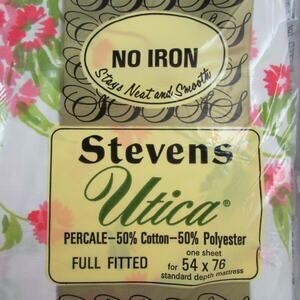 NO IRON
Stays Neat and Smooth
Stevens
Utica®
PERCALE–50% Cotton–50% Polyester
one sheet
FULL FITTED for 54 x 76
standard depth mattress